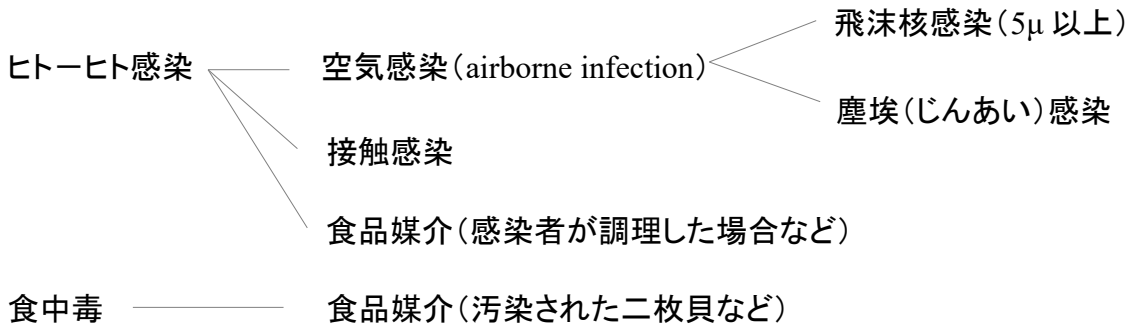 飛沫核感染（5μ 以上）
ヒトーヒト感染 空気感染（airborne infection）
塵埃（じんあい）感染
接触感染
食品媒介（感染者が調理した場合など）
食中毒 食品媒介（汚染された二枚貝など）